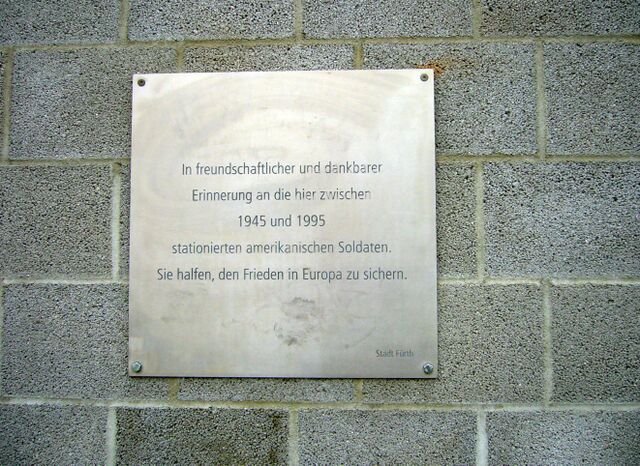 In freundschaftlicher und dankbarer
Erinnerung an die hier zwischen
1945 und 1995
stationierten amerikanischen Soldaten.
Sie halfen, den Frieden in Europa zu sichern.
Stadt Fürth